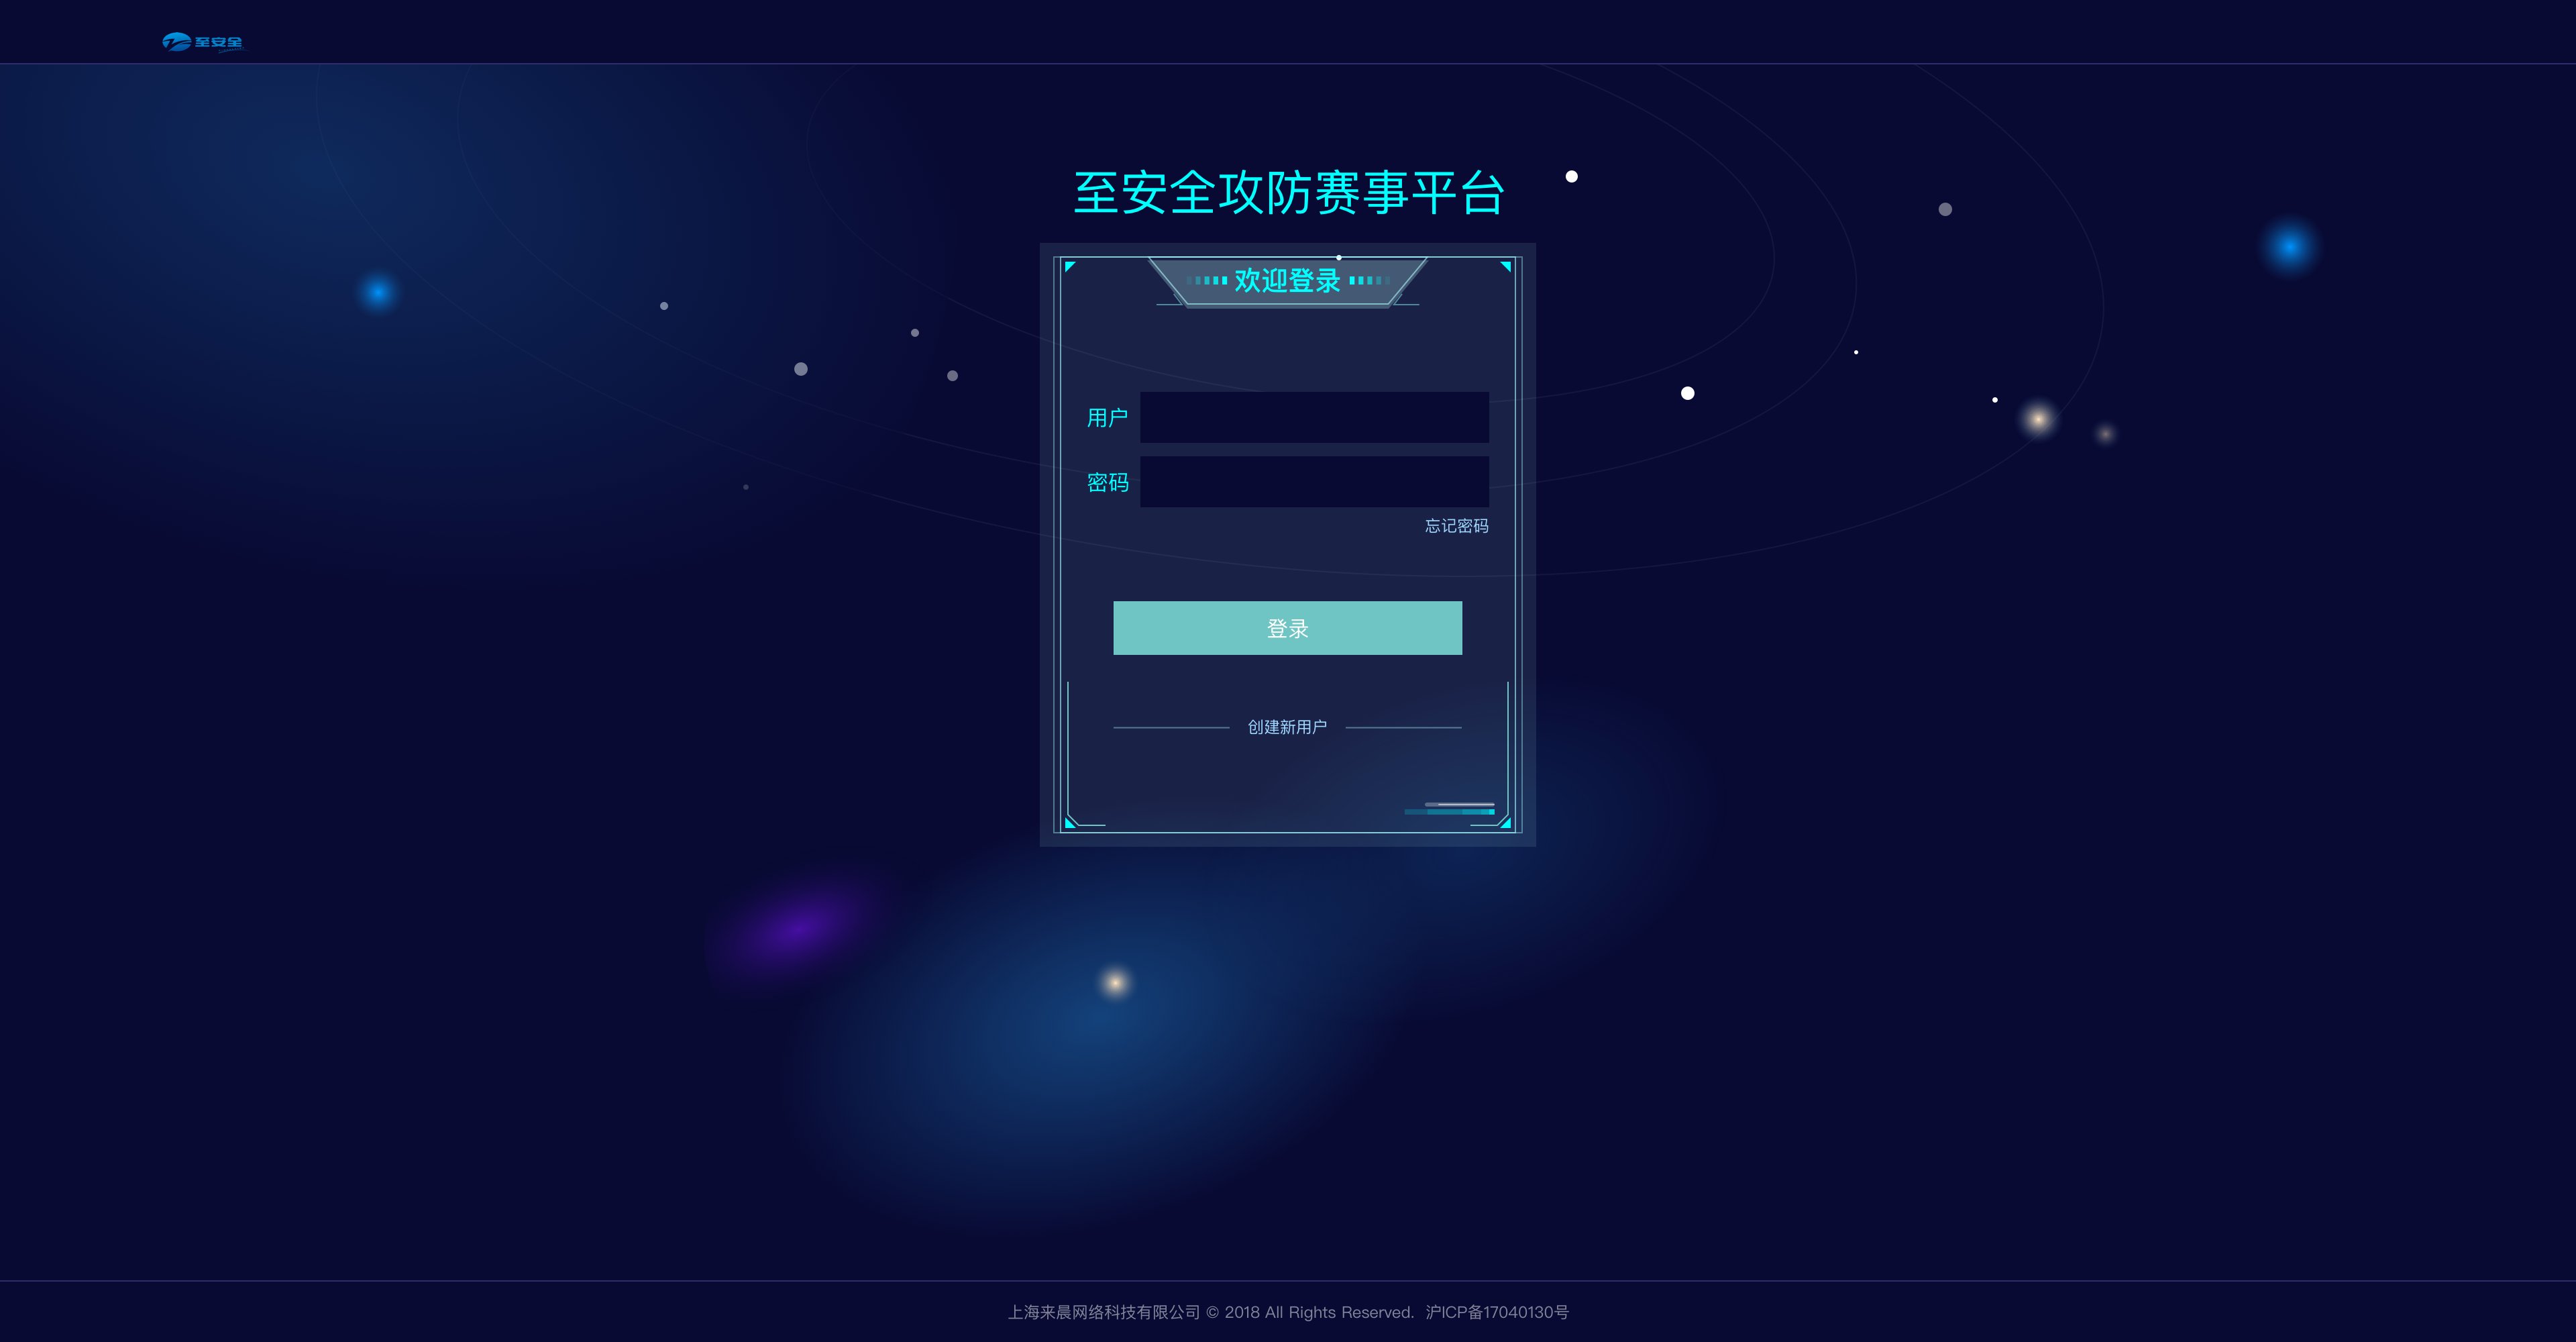 至安全
至安全攻防赛事平台
欢迎登录
用户
密码
忘记密码
登录
创建新用户
上海来晨网络科技有限公司 © 2018 All Rights Reserved. 沪ICP备17040130号